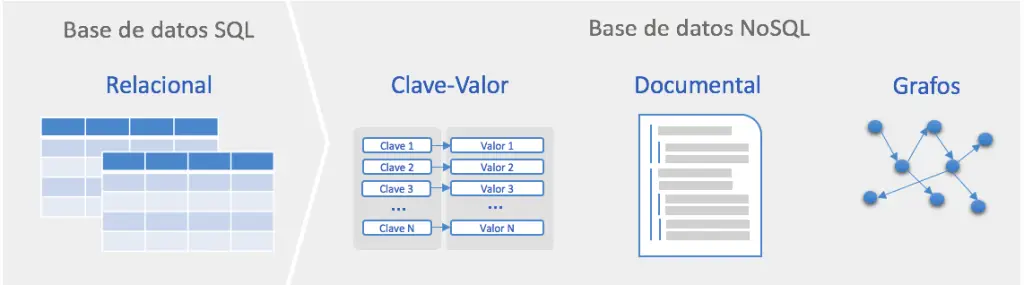 Base de datos SQL
Base de datos NoSQL
Relacional
Clave-Valor
Documental
Grafos
Clave 1
Valor 1
Clave 2
Valor 2
Clave 3
Valor 3
...
...
Clave N
Valor N